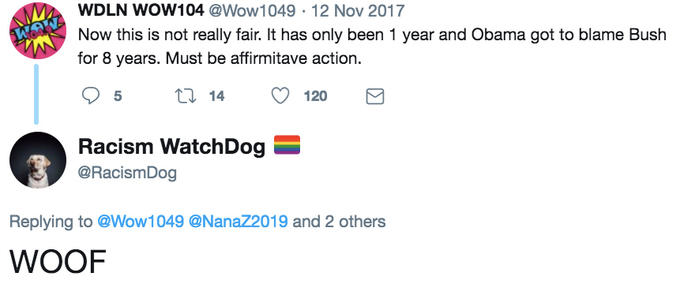 WDLN WOW104 @Wow1049 · 12 Nov 2017
Now this is not really fair. It has only been 1 year and Obama got to blame Bush
for 8 years. Must be affirmitave action.
5 14 120
Racism WatchDog
@RacismDog
Replying to @Wow1049 @NanaZ2019 and 2 others
WOOF